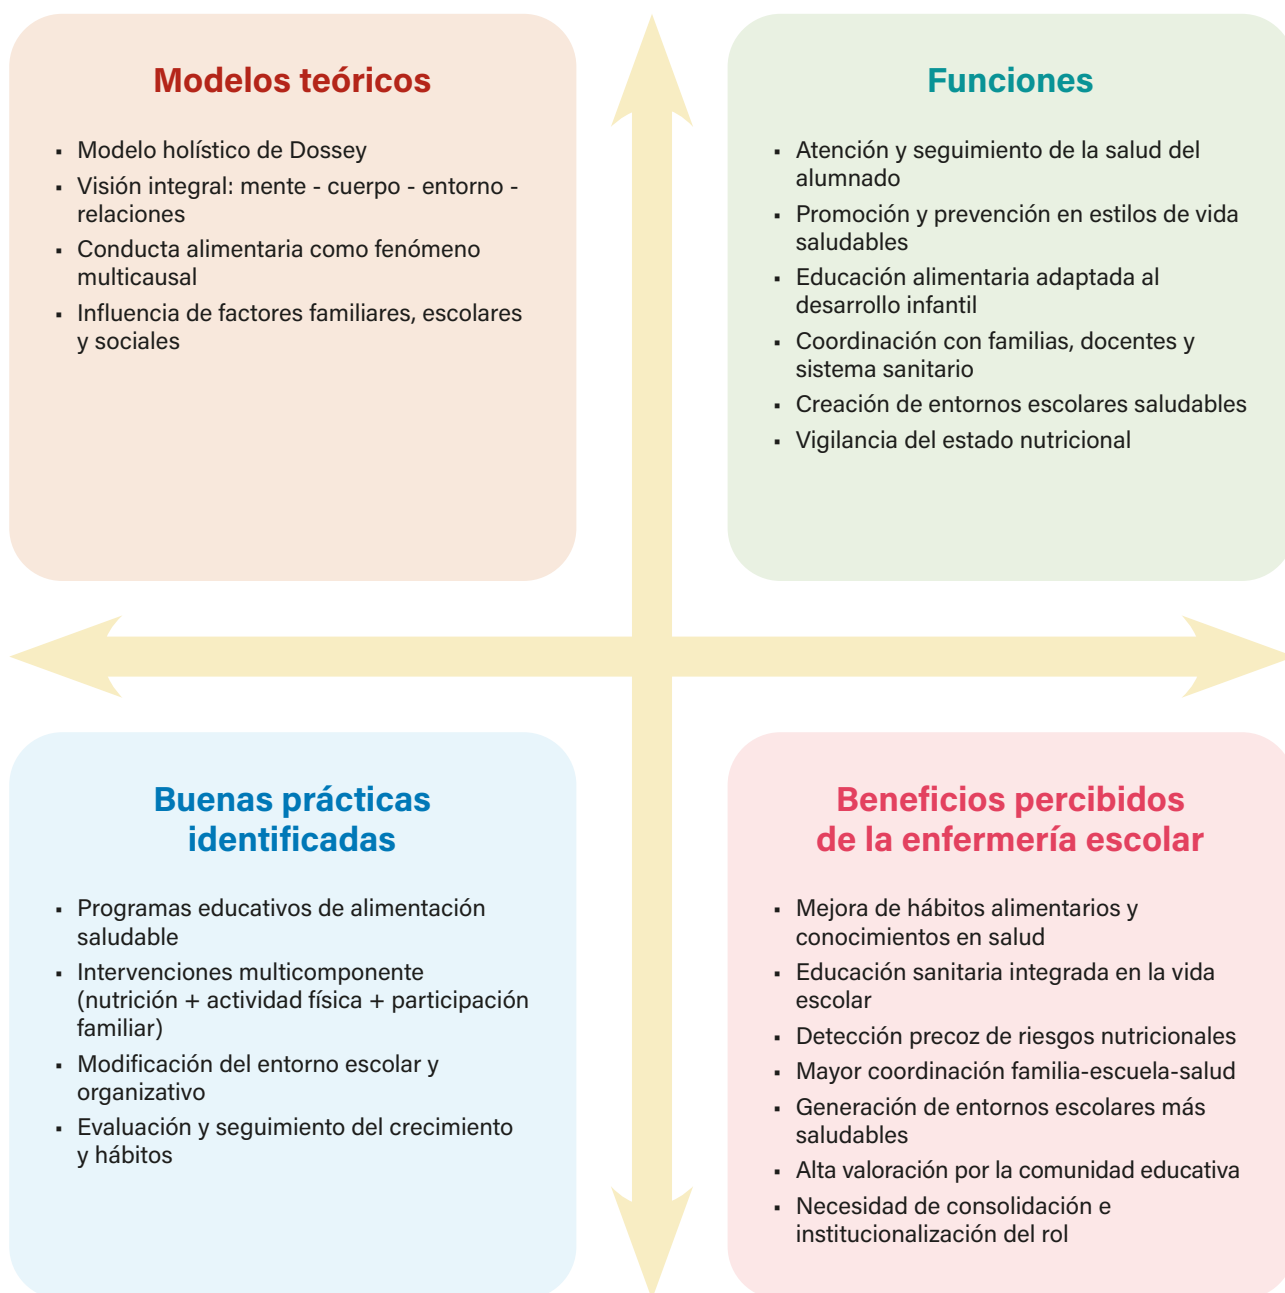 Modelos teóricos
▪ Modelo holístico de Dossey
▪ Visión integral: mente - cuerpo - entorno -
relaciones
▪ Conducta alimentaria como fenómeno
multicausal
▪ Influencia de factores familiares, escolares
y sociales
Funciones
▪ Atención y seguimiento de la salud del
alumnado
▪ Promoción y prevención en estilos de vida
saludables
▪ Educación alimentaria adaptada al
desarrollo infantil
▪ Coordinación con familias, docentes y
sistema sanitario
▪ Creación de entornos escolares saludables
▪ Vigilancia del estado nutricional
Buenas prácticas
identificadas
▪ Programas educativos de alimentación
saludable
▪ Intervenciones multicomponente
(nutrición + actividad física + participación
familiar)
▪ Modificación del entorno escolar y
organizativo
▪ Evaluación y seguimiento del crecimiento
y hábitos
Beneficios percibidos
de la enfermería escolar
▪ Mejora de hábitos alimentarios y
conocimientos en salud
▪ Educación sanitaria integrada en la vida
escolar
▪ Detección precoz de riesgos nutricionales
▪ Mayor coordinación familia-escuela-salud
▪ Generación de entornos escolares más
saludables
▪ Alta valoración por la comunidad educativa
▪ Necesidad de consolidación e
institucionalización del rol